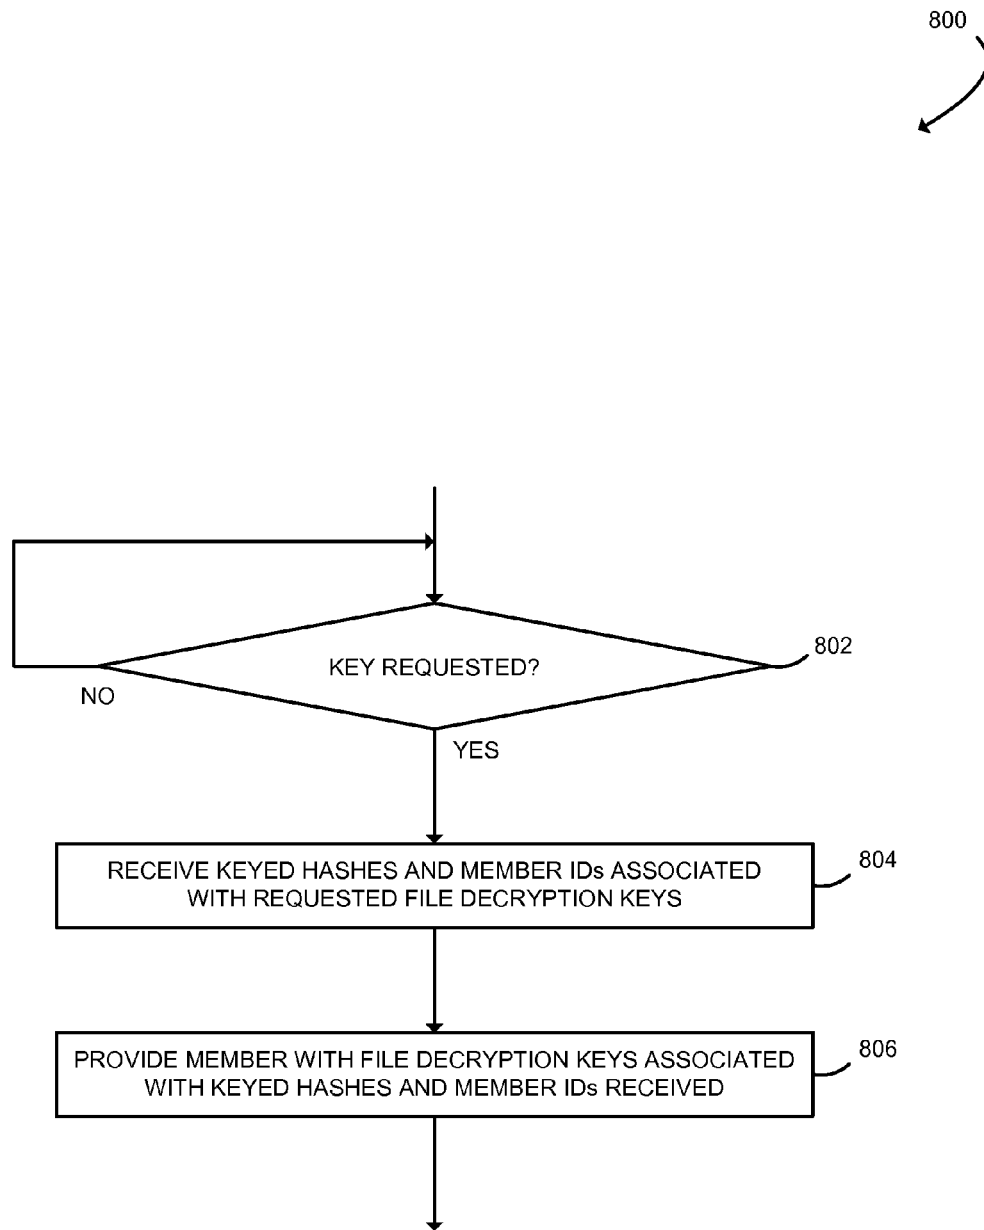 800
KEY REQUESTED?
802
NO
YES
RECEIVE KEYED HASHES AND MEMBER IDs ASSOCIATED
WITH REQUESTED FILE DECRYPTION KEYS
804
PROVIDE MEMBER WITH FILE DECRYPTION KEYS ASSOCIATED
WITH KEYED HASHES AND MEMBER IDs RECEIVED
806